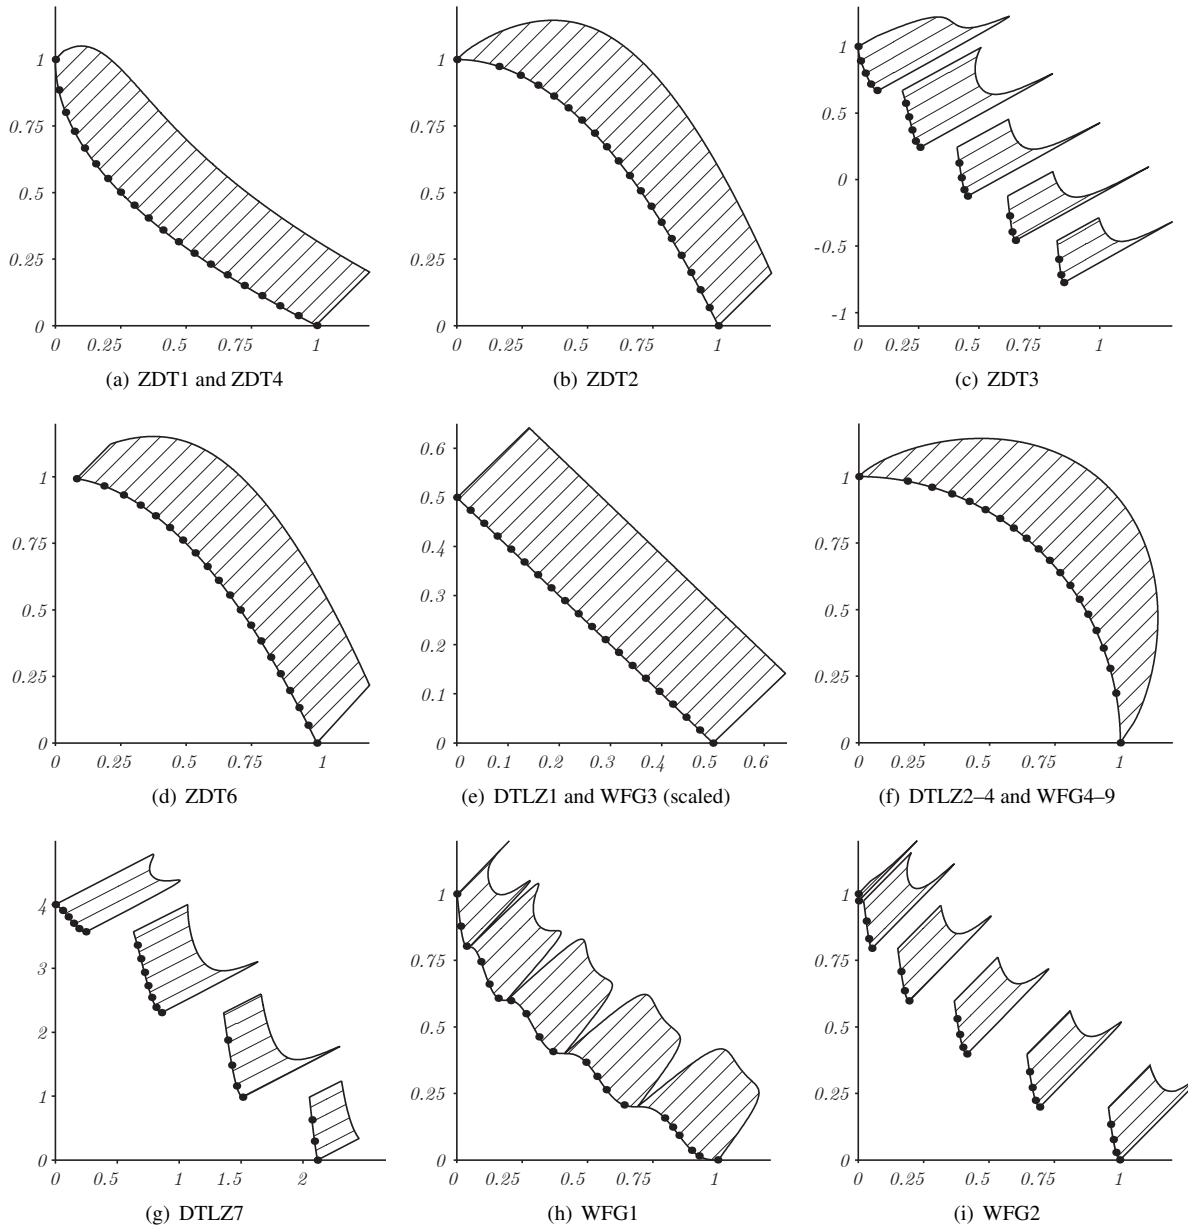 1
0.75
0.5
0.25
0
0 0.25 0.5 0.75 1
(a) ZDT1 and ZDT4
1
0.75
0.5
0.25
0
0 0.25 0.5 0.75 1
(b) ZDT2
1
0.5
0
-0.5
-1
0 0.25 0.5 0.75 1
(c) ZDT3
1
0.75
0.5
0.25
0
0 0.25 0.5 0.75 1
(d) ZDT6
0.6
0.5
0.4
0.3
0.2
0.1
0
0 0.1 0.2 0.3 0.4 0.5 0.6
(e) DTLZ1 and WFG3 (scaled)
1
0.75
0.5
0.25
0
0 0.25 0.5 0.75 1
(f) DTLZ2–4 and WFG4–9
4
3
2
1
0
0 0.5 1 1.5 2
(g) DTLZ7
1
0.75
0.5
0.25
0
0 0.25 0.5 0.75 1
(h) WFG1
1
0.75
0.5
0.25
0
0 0.25 0.5 0.75 1
(i) WFG2